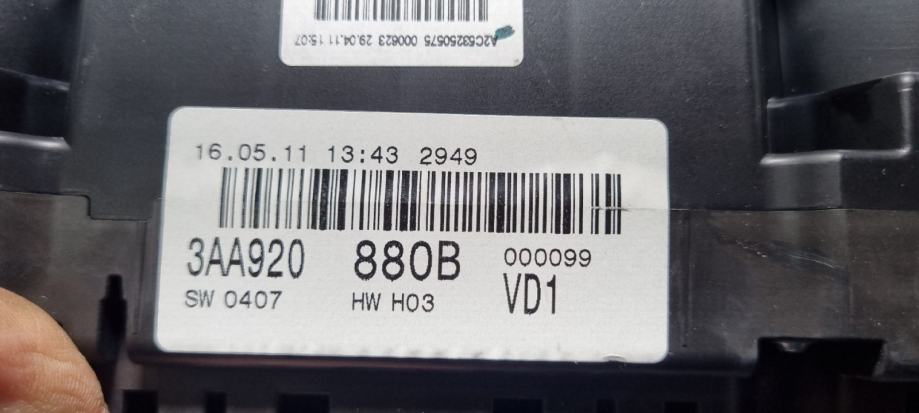 A2C53250575 000623 29.04.11 15:07
16.05.11 13:43 2949
3AA920 880B 000099
SW 0407 HW H03 VD1